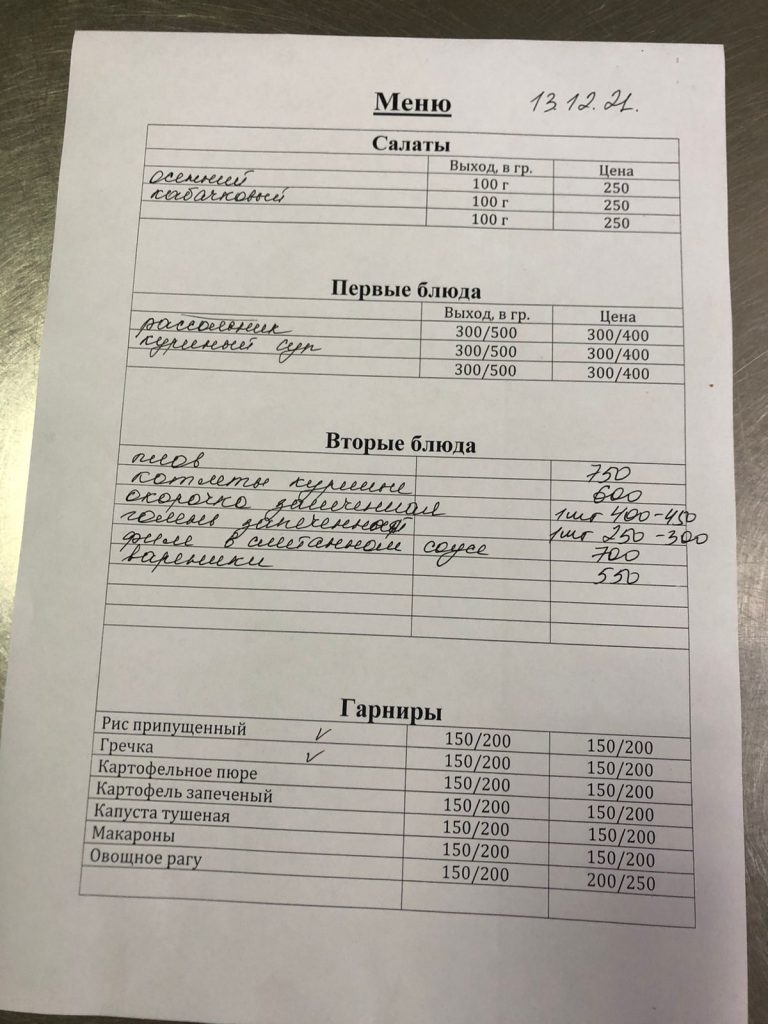 Меню 13.12.21.
Салаты
Выход, в гр. Цена
осенний 100 г 250
кабачковый 100 г 250
100 г 250
Первые блюда
Выход, в гр. Цена
рассольник 300/500 300/400
куриный суп 300/500 300/400
300/500 300/400
Вторые блюда
плов 750
котлеты куриные 600
окорочка запеченная 1шт 400-450
голень запеченная 1шт 250-300
филе в сметанном соусе 700
вареники 550
Гарниры
Рис припущенный ✓ 150/200 150/200
Гречка ✓ 150/200 150/200
Картофельное пюре 150/200 150/200
Картофель запеченый 150/200 150/200
Капуста тушеная 150/200 150/200
Макароны 150/200 150/200
Овощное рагу 150/200 200/250